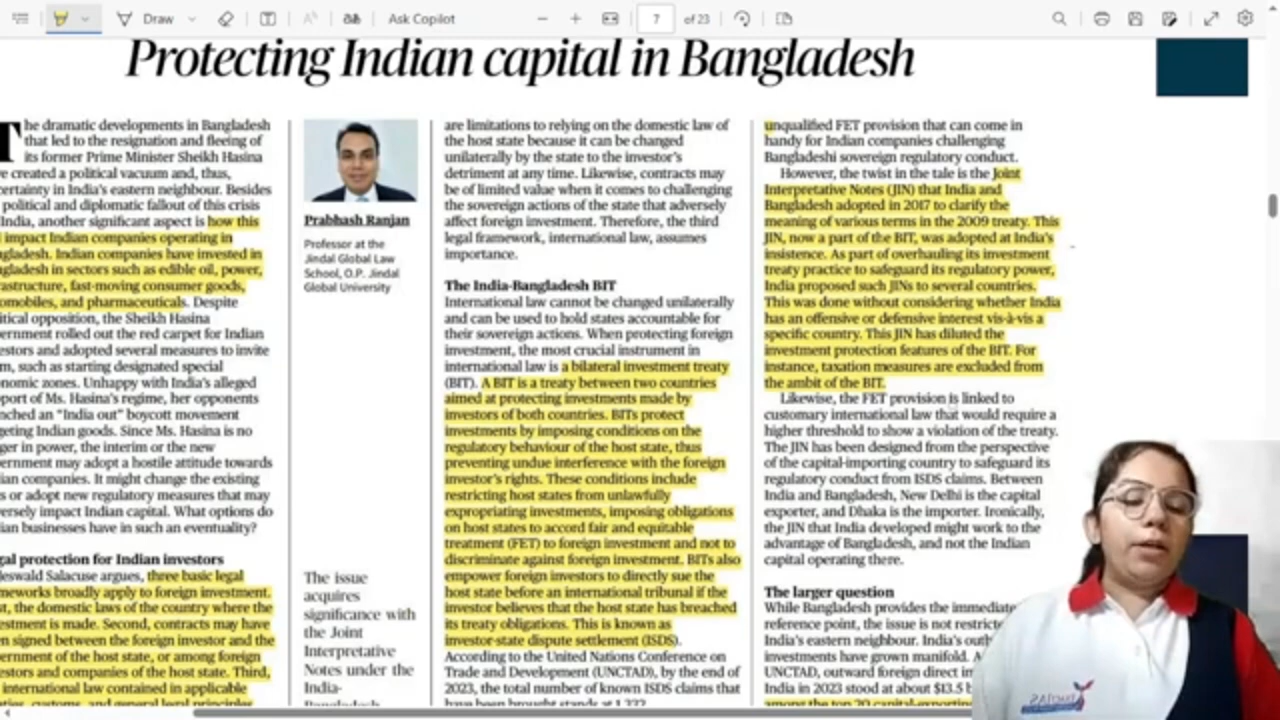 Draw
Ask Copilot
7
of 23
Protecting Indian capital in Bangladesh
The dramatic developments in Bangladesh
that led to the resignation and fleeing of
its former Prime Minister Sheikh Hasina
created a political vacuum and, thus,
in India's eastern neighbour. Besides
political and diplomatic fallout of this crisis
India, another significant aspect is how this
impact Indian companies operating in
Indian companies have invested in
in sectors such as edible oil, power,
fast-moving consumer goods,
and pharmaceuticals. Despite
opposition, the Sheikh Hasina
rolled out the red carpet for Indian
and adopted several measures to invite
such as starting designated special
zones. Unhappy with India's alleged
of Ms. Hasina's regime, her opponents
an "India out" boycott movement
Indian goods. Since Ms. Hasina is no
in power, the interim or the new
may adopt a hostile attitude towards
companies. It might change the existing
or adopt new regulatory measures that may
impact Indian capital. What options do
businesses have in such an eventuality?
protection for Indian investors
Salacuse argues, three basic legal
broadly apply to foreign investment.
the domestic laws of the country where the
is made. Second, contracts may have
signed between the foreign investor and the
of the host state, or among foreign
and companies of the host state. Third,
international law contained in applicable
customs, and general legal principles
Prabhash Ranjan
Professor at the
Jindal Global Law
School, O.P. Jindal
Global University
The issue
acquires
significance with
the Joint
Interpretative
Notes under the
India-
Bangladesh
are limitations to relying on the domestic law of
the host state because it can be changed
unilaterally by the state to the investor's
detriment at any time. Likewise, contracts may
be of limited value when it comes to challenging
the sovereign actions of the state that adversely
affect foreign investment. Therefore, the third
legal framework, international law, assumes
importance.
The India-Bangladesh BIT
International law cannot be changed unilaterally
and can be used to hold states accountable for
their sovereign actions. When protecting foreign
investment, the most crucial instrument in
international law is a bilateral investment treaty
(BIT). A BIT is a treaty between two countries
aimed at protecting investments made by
investors of both countries. BITs protect
investments by imposing conditions on the
regulatory behaviour of the host state, thus
preventing undue interference with the foreign
investor's rights. These conditions include
restricting host states from unlawfully
expropriating investments, imposing obligations
on host states to accord fair and equitable
treatment (FET) to foreign investment and not to
discriminate against foreign investment. BITs also
empower foreign investors to directly sue the
host state before an international tribunal if the
investor believes that the host state has breached
its treaty obligations. This is known as
investor-state dispute settlement (ISDS).
According to the United Nations Conference on
Trade and Development (UNCTAD), by the end of
2023, the total number of known ISDS claims that
have been brought stands at 1,332.
unqualified FET provision that can come in
handy for Indian companies challenging
Bangladeshi sovereign regulatory conduct.
However, the twist in the tale is the Joint
Interpretative Notes (JIN) that India and
Bangladesh adopted in 2017 to clarify the
meaning of various terms in the 2009 treaty. This
JIN, now a part of the BIT, was adopted at India's
insistence. As part of overhauling its investment
treaty practice to safeguard its regulatory power,
India proposed such JINs to several countries.
This was done without considering whether India
has an offensive or defensive interest vis-à-vis a
specific country. This JIN has diluted the
investment protection features of the BIT. For
instance, taxation measures are excluded from
the ambit of the BIT.
Likewise, the FET provision is linked to
customary international law that would require a
higher threshold to show a violation of the treaty.
The JIN has been designed from the perspective
of the capital-importing country to safeguard its
regulatory conduct from ISDS claims. Between
India and Bangladesh, New Delhi is the capital
exporter, and Dhaka is the importer. Ironically,
the JIN that India developed might work to the
advantage of Bangladesh, and not the Indian
capital operating there.
The larger question
While Bangladesh provides the immediate
reference point, the issue is not
India's eastern neighbour. India's
investments have grown manifold.
UNCTAD, outward foreign direct
India in 2023 stood at about $13.5
among the top 20